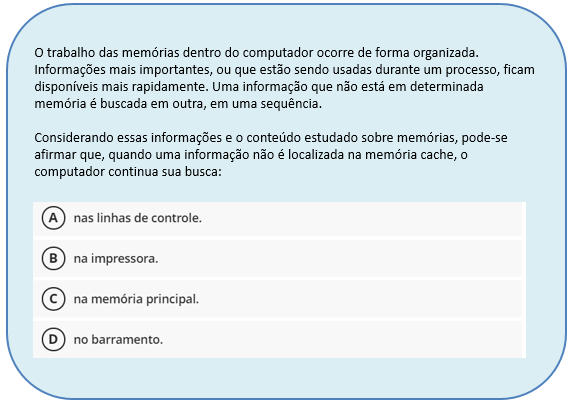 O trabalho das memórias dentro do computador ocorre de forma organizada.
Informações mais importantes, ou que estão sendo usadas durante um processo, ficam
disponíveis mais rapidamente. Uma informação que não está em determinada
memória é buscada em outra, em uma sequência.
Considerando essas informações e o conteúdo estudado sobre memórias, pode-se
afirmar que, quando uma informação não é localizada na memória cache, o
computador continua sua busca:
A nas linhas de controle.
B na impressora.
C na memória principal.
D no barramento.